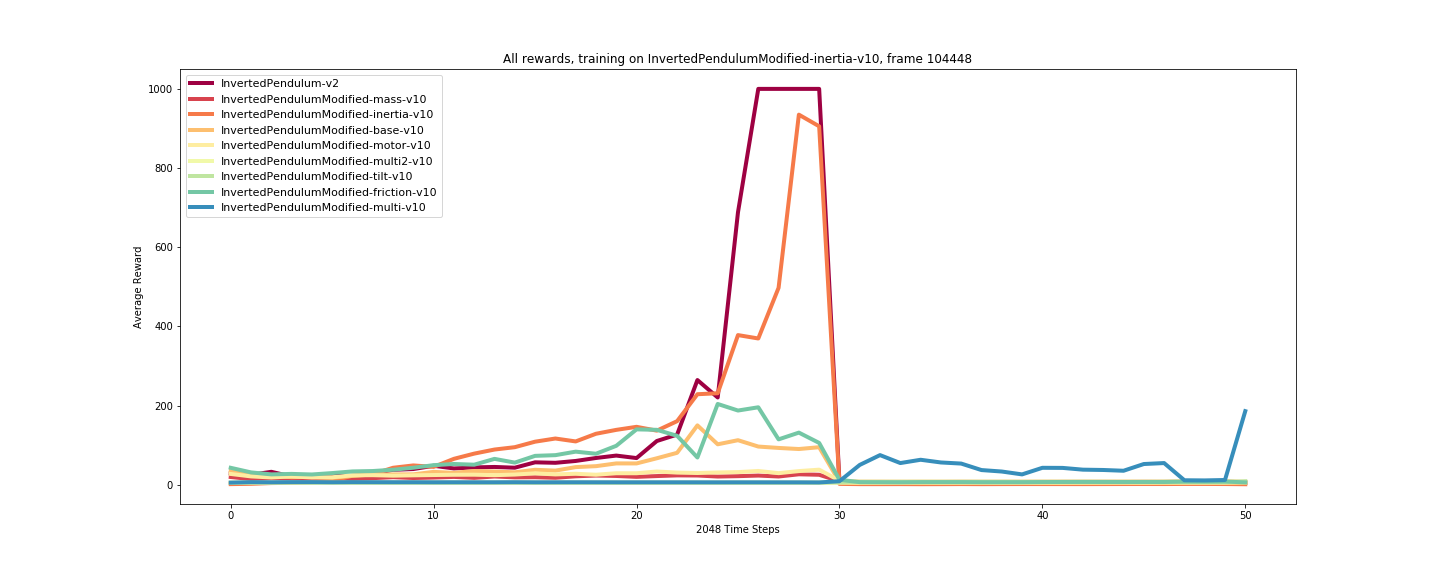 All rewards, training on InvertedPendulumModified-inertia-v10, frame 104448
InvertedPendulum-v2
InvertedPendulumModified-mass-v10
InvertedPendulumModified-inertia-v10
InvertedPendulumModified-base-v10
InvertedPendulumModified-motor-v10
InvertedPendulumModified-multi2-v10
InvertedPendulumModified-tilt-v10
InvertedPendulumModified-friction-v10
InvertedPendulumModified-multi-v10
1000
800
600
400
200
0
Average Reward
0 10 20 30 40 50
2048 Time Steps